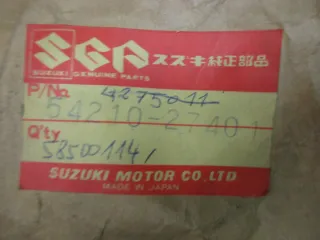 SGP スズキ純正部品
SUZUKI GENUINE PARTS
P/No. 4275011
54210-27401
Q'ty
58500114/
SUZUKI MOTOR CO., LTD
MADE IN JAPAN